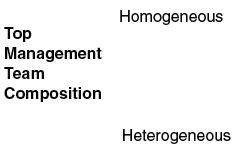 Homogeneous
Top
Management
Team
Composition
Heterogeneous